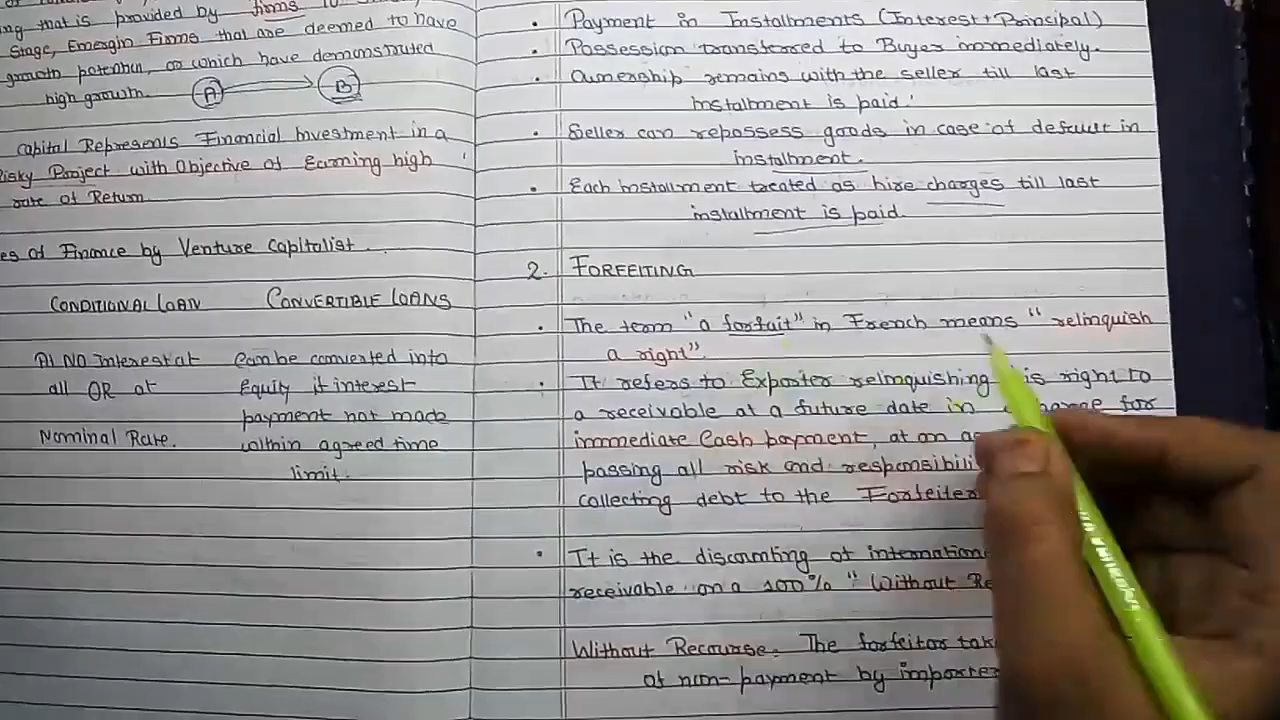 ng that is provided by firms to
Stage, Emergin Firms that are deemed to have
growth potential, or which have demonstrated
high growth. A B
Capital Represents Financial Investment in a
Risky Project with Objective of Earning high
rate of Return.
es of Finance by Venture Capitalist.
CONDITIONAL LOAN CONVERTIBLE LOANS
At NO Interest at Can be converted into
all OR at Equity if interest
payment not made
Nominal Rate. within agreed time
limit.
• Payment in Installments (Interest + Principal)
• Possession transferred to Buyer immediately.
• Ownership remains with the seller till last
installment is paid.
• Seller can repossess goods in case of default in
installment.
• Each installment treated as hire charges till last
installment is paid.
2. FORFEITING
• The term "a forfait" in French means "relinquish
a right".
• It refers to Exporter relinquishing is right to
a receivable at a future date in for
immediate Cash payment, at an
passing all risk and
collecting debt to the Forfeiter
• It is the discounting of
receivable on a 100% "Without
Without Recourse. The forfeitor
of non-payment by importer